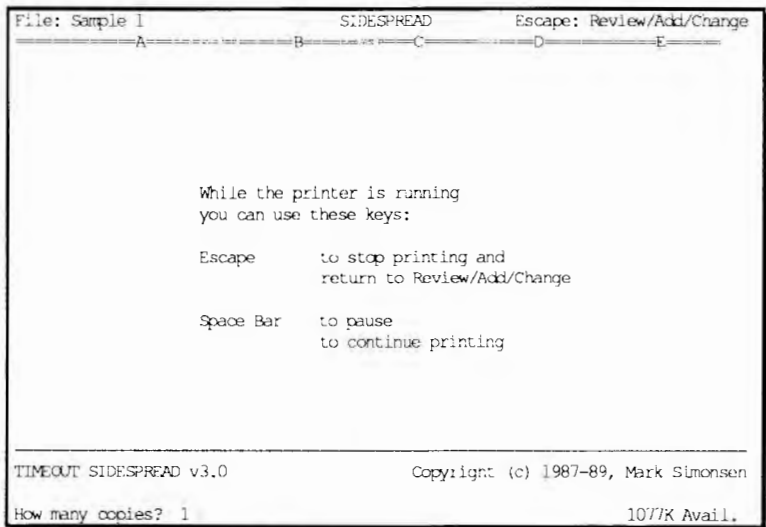 File: Sample 1 SIDESPREAD Escape: Review/Add/Change
A B C D E
While the printer is running
you can use these keys:
Escape to stop printing and
return to Review/Add/Change
Space Bar to pause
to continue printing
TIMEOUT SIDESPREAD v3.0 Copyright (c) 1987-89, Mark Simonsen
How many copies? 1 1077K Avail.